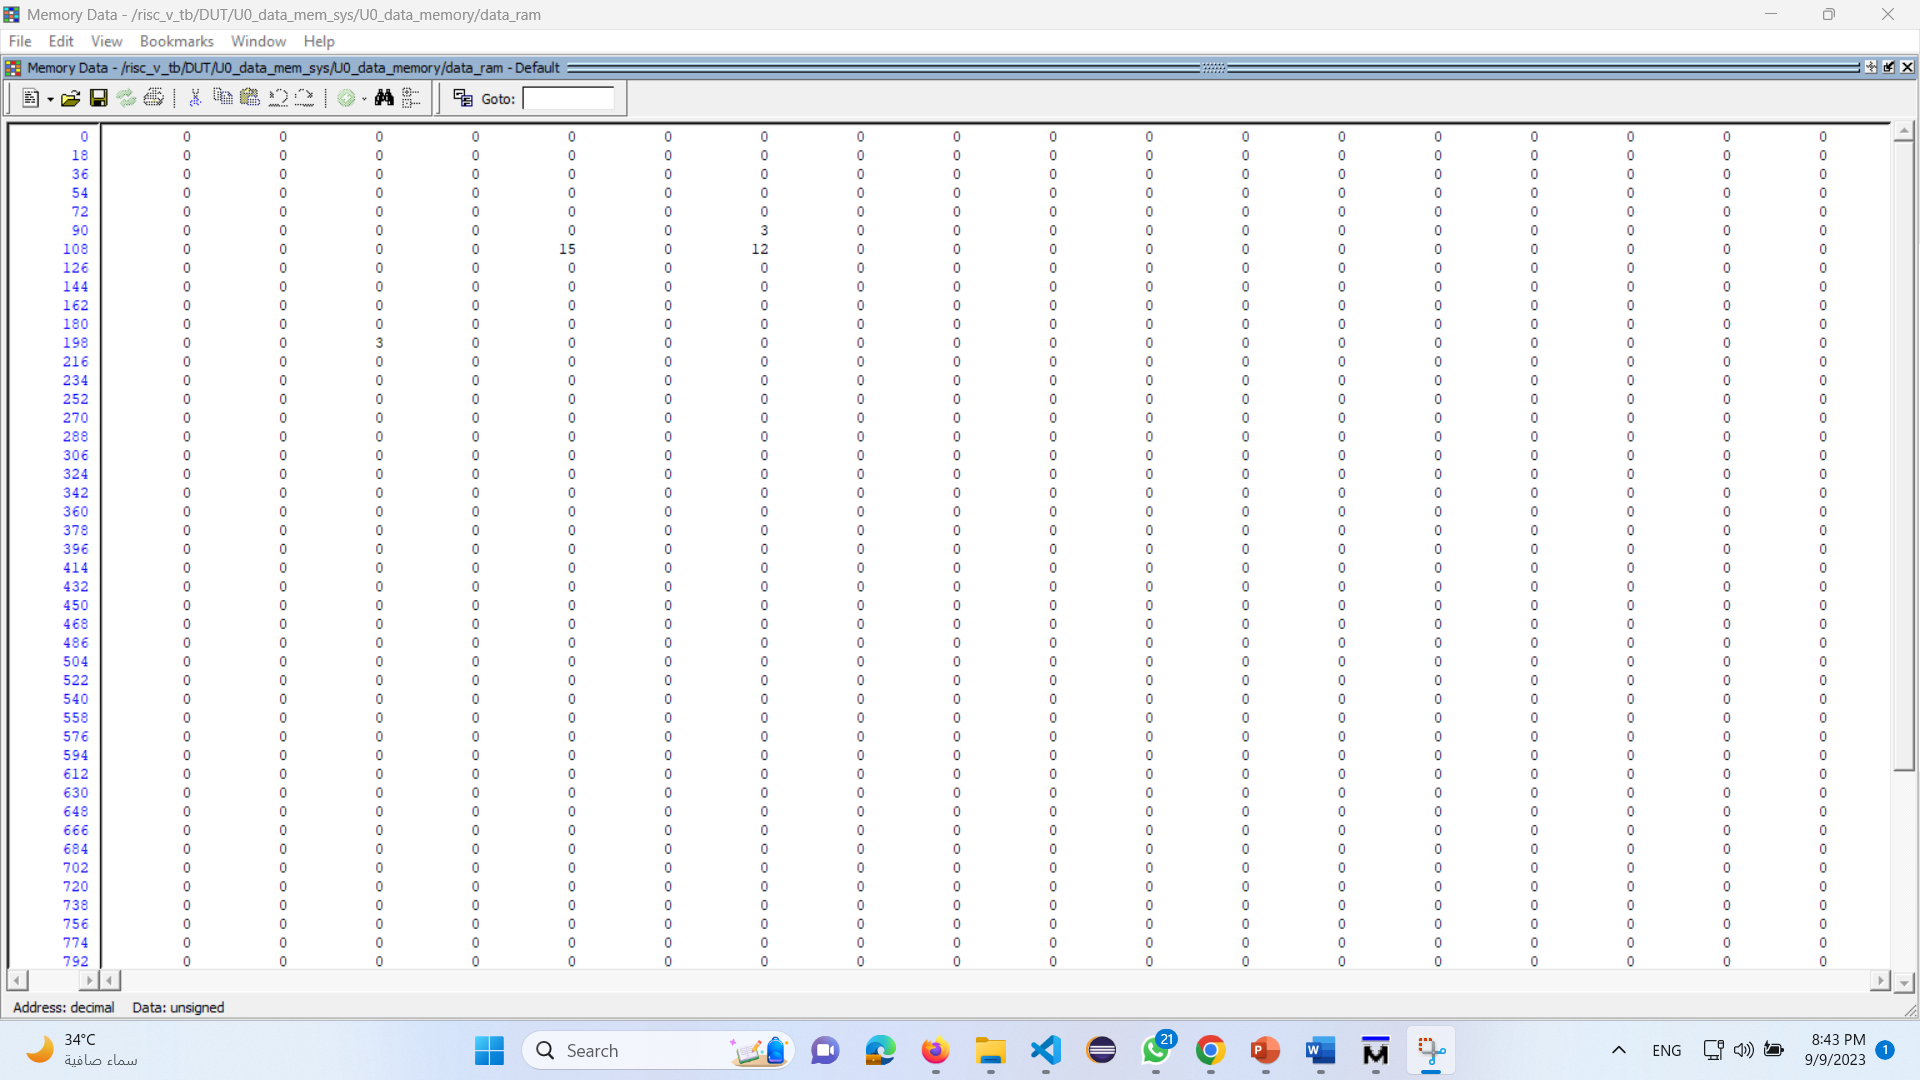 Memory Data - /risc_v_tb/DUT/U0_data_mem_sys/U0_data_memory/data_ram
File Edit View Bookmarks Window Help
Memory Data - /risc_v_tb/DUT/U0_data_mem_sys/U0_data_memory/data_ram - Default
Goto:
0 0 0 0 0 0 0 0 0 0 0 0 0 0 0 0 0 0 0
18 0 0 0 0 0 0 0 0 0 0 0 0 0 0 0 0 0 0
36 0 0 0 0 0 0 0 0 0 0 0 0 0 0 0 0 0 0
54 0 0 0 0 0 0 0 0 0 0 0 0 0 0 0 0 0 0
72 0 0 0 0 0 0 0 0 0 0 0 0 0 0 0 0 0 0
90 0 0 0 0 0 0 3 0 0 0 0 0 0 0 0 0 0 0
108 0 0 0 0 15 0 12 0 0 0 0 0 0 0 0 0 0 0
126 0 0 0 0 0 0 0 0 0 0 0 0 0 0 0 0 0 0
144 0 0 0 0 0 0 0 0 0 0 0 0 0 0 0 0 0 0
162 0 0 0 0 0 0 0 0 0 0 0 0 0 0 0 0 0 0
180 0 0 0 0 0 0 0 0 0 0 0 0 0 0 0 0 0 0
198 0 0 3 0 0 0 0 0 0 0 0 0 0 0 0 0 0 0
216 0 0 0 0 0 0 0 0 0 0 0 0 0 0 0 0 0 0
234 0 0 0 0 0 0 0 0 0 0 0 0 0 0 0 0 0 0
252 0 0 0 0 0 0 0 0 0 0 0 0 0 0 0 0 0 0
270 0 0 0 0 0 0 0 0 0 0 0 0 0 0 0 0 0 0
288 0 0 0 0 0 0 0 0 0 0 0 0 0 0 0 0 0 0
306 0 0 0 0 0 0 0 0 0 0 0 0 0 0 0 0 0 0
324 0 0 0 0 0 0 0 0 0 0 0 0 0 0 0 0 0 0
342 0 0 0 0 0 0 0 0 0 0 0 0 0 0 0 0 0 0
360 0 0 0 0 0 0 0 0 0 0 0 0 0 0 0 0 0 0
378 0 0 0 0 0 0 0 0 0 0 0 0 0 0 0 0 0 0
396 0 0 0 0 0 0 0 0 0 0 0 0 0 0 0 0 0 0
414 0 0 0 0 0 0 0 0 0 0 0 0 0 0 0 0 0 0
432 0 0 0 0 0 0 0 0 0 0 0 0 0 0 0 0 0 0
450 0 0 0 0 0 0 0 0 0 0 0 0 0 0 0 0 0 0
468 0 0 0 0 0 0 0 0 0 0 0 0 0 0 0 0 0 0
486 0 0 0 0 0 0 0 0 0 0 0 0 0 0 0 0 0 0
504 0 0 0 0 0 0 0 0 0 0 0 0 0 0 0 0 0 0
522 0 0 0 0 0 0 0 0 0 0 0 0 0 0 0 0 0 0
540 0 0 0 0 0 0 0 0 0 0 0 0 0 0 0 0 0 0
558 0 0 0 0 0 0 0 0 0 0 0 0 0 0 0 0 0 0
576 0 0 0 0 0 0 0 0 0 0 0 0 0 0 0 0 0 0
594 0 0 0 0 0 0 0 0 0 0 0 0 0 0 0 0 0 0
612 0 0 0 0 0 0 0 0 0 0 0 0 0 0 0 0 0 0
630 0 0 0 0 0 0 0 0 0 0 0 0 0 0 0 0 0 0
648 0 0 0 0 0 0 0 0 0 0 0 0 0 0 0 0 0 0
666 0 0 0 0 0 0 0 0 0 0 0 0 0 0 0 0 0 0
684 0 0 0 0 0 0 0 0 0 0 0 0 0 0 0 0 0 0
702 0 0 0 0 0 0 0 0 0 0 0 0 0 0 0 0 0 0
720 0 0 0 0 0 0 0 0 0 0 0 0 0 0 0 0 0 0
738 0 0 0 0 0 0 0 0 0 0 0 0 0 0 0 0 0 0
756 0 0 0 0 0 0 0 0 0 0 0 0 0 0 0 0 0 0
774 0 0 0 0 0 0 0 0 0 0 0 0 0 0 0 0 0 0
792 0 0 0 0 0 0 0 0 0 0 0 0 0 0 0 0 0 0
Address: decimal Data: unsigned
34°C
سماء صافية
Search
21
ENG
8:43 PM
9/9/2023
1